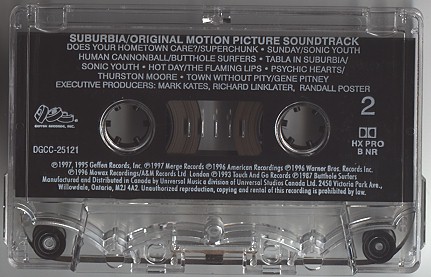 SUBURBIA/ORIGINAL MOTION PICTURE SOUNDTRACK
DOES YOUR HOMETOWN CARE?/SUPERCHUNK • SUNDAY/SONIC YOUTH
HUMAN CANNONBALL/BUTTHOLE SURFERS • TABLA IN SUBURBIA/
SONIC YOUTH • HOT DAY/THE FLAMING LIPS • PSYCHIC HEARTS/
THURSTON MOORE • TOWN WITHOUT PITY/GENE PITNEY
EXECUTIVE PRODUCERS: MARK KATES, RICHARD LINKLATER, RANDALL POSTER
2
GEFFEN RECORDS, INC.
DGCC-25121
HX PRO
B NR
℗1997, 1995 Geffen Records, Inc. ℗1997 Merge Records ℗1996 American Recordings ℗1996 Warner Bros. Records Inc.
℗1996 Mowax Recordings/A&M Records Ltd. London ©1993 Touch And Go Records ℗1987 Butthole Surfers
Manufactured and Distributed in Canada by Universal Music a division of Universal Studios Canada Ltd. 2450 Victoria Park Ave.,
Willowdale, Ontario, M2J 4A2. Unauthorized reproduction, copying and rental of this recording is prohibited by law.